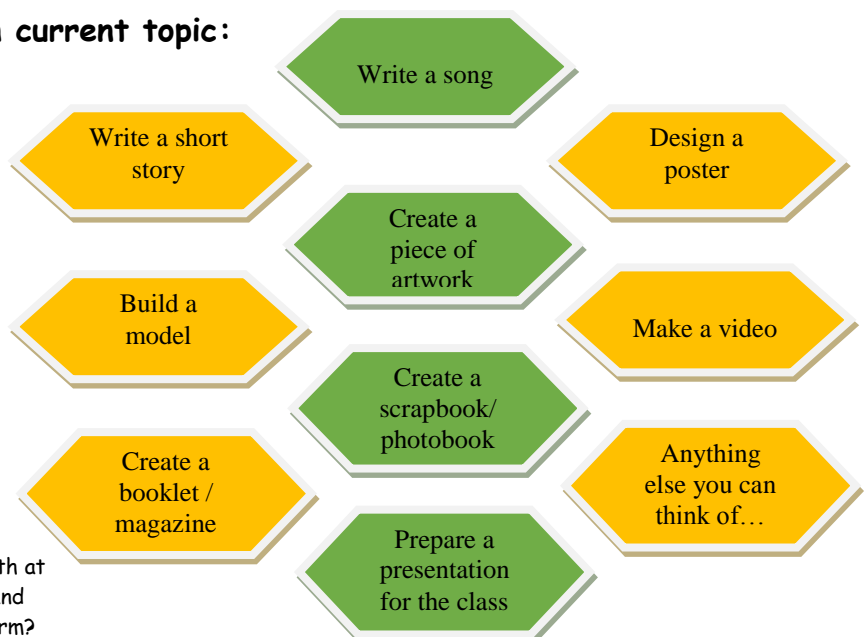 current topic:
Write a song
Write a short
story
Design a
poster
Create a
piece of
artwork
Build a
model
Make a video
Create a
scrapbook/
photobook
Create a
booklet /
magazine
Anything
else you can
think of…
Prepare a
presentation
for the class
at